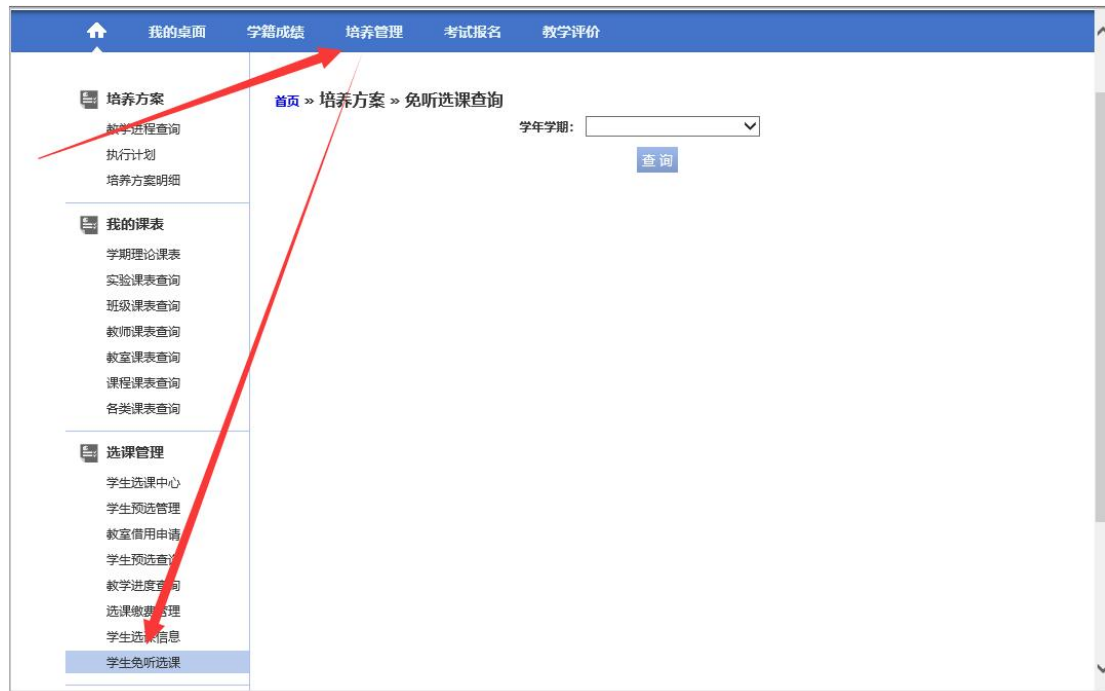 我的桌面 学籍成绩 培养管理 考试报名 教学评价
培养方案
教学进程查询
执行计划
培养方案明细
我的课表
学期理论课表
实验课表查询
班级课表查询
教师课表查询
教室课表查询
课程课表查询
各类课表查询
选课管理
学生选课中心
学生预选管理
教室借用申请
学生预选查询
教学进度查询
选课缴费管理
学生选课信息
学生免听选课
首页 » 培养方案 » 免听选课查询
学年学期：
查 询